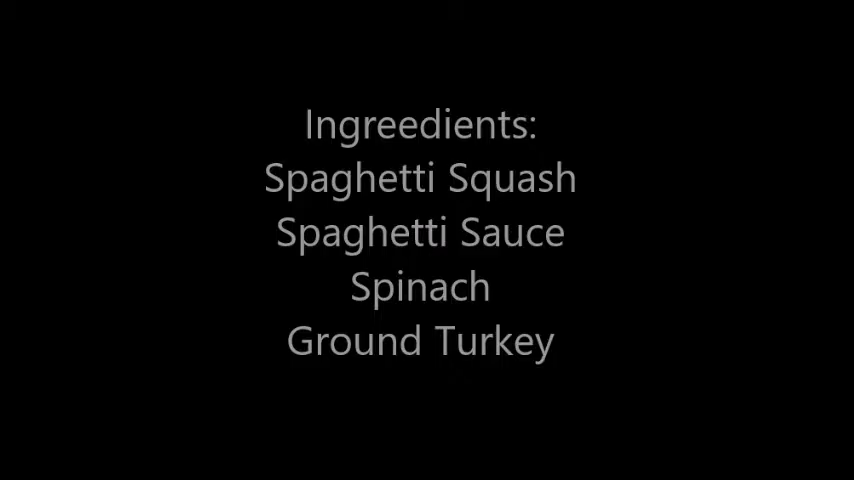 Ingreedients:
Spaghetti Squash
Spaghetti Sauce
Spinach
Ground Turkey